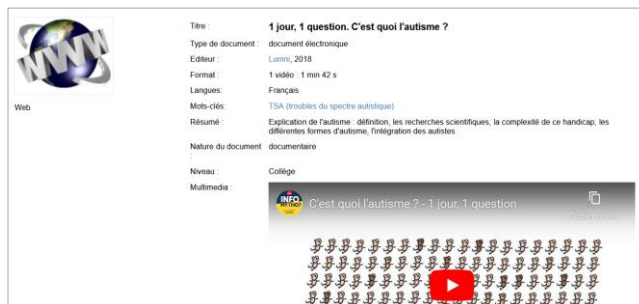 WWW
Web
Titre : 1 jour, 1 question. C'est quoi l'autisme ?
Type de document : document électronique
Editeur : Lumni, 2018
Format : 1 vidéo : 1 min 42 s
Langues: Français
Mots-clés: TSA (troubles du spectre autistique)
Résumé : Explication de l'autisme : définition, les recherches scientifiques, la complexité de ce handicap, les
différentes formes d'autisme, l'intégration des autistes.
Nature du document documentaire
:
Niveau : Collège
Multimedia :
INFO
C'est quoi l'autisme ? - 1 jour, 1 question